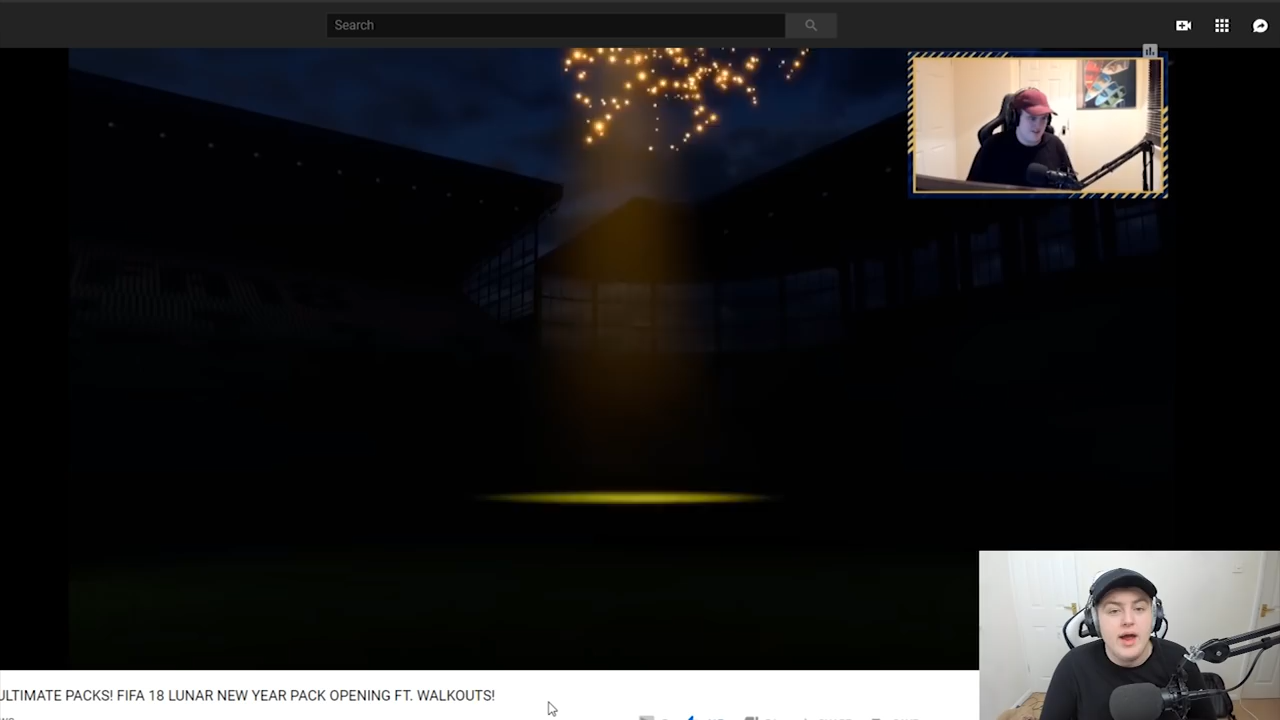 Search
ULTIMATE PACKS! FIFA 18 LUNAR NEW YEAR PACK OPENING FT. WALKOUTS!